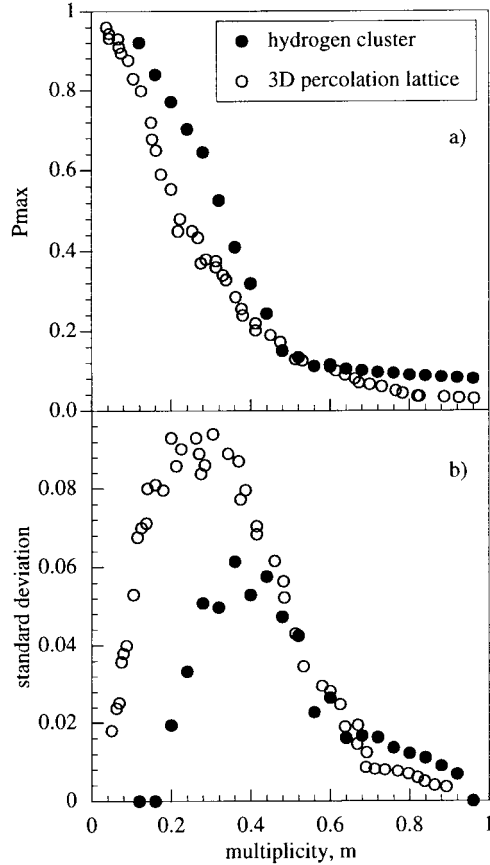 1
hydrogen cluster
3D percolation lattice
a)
0.8
0.6
Pmax
0.4
0.2
0.0
b)
0.08
0.06
standard deviation
0.04
0.02
0
0 0.2 0.4 0.6 0.8 1
multiplicity, m